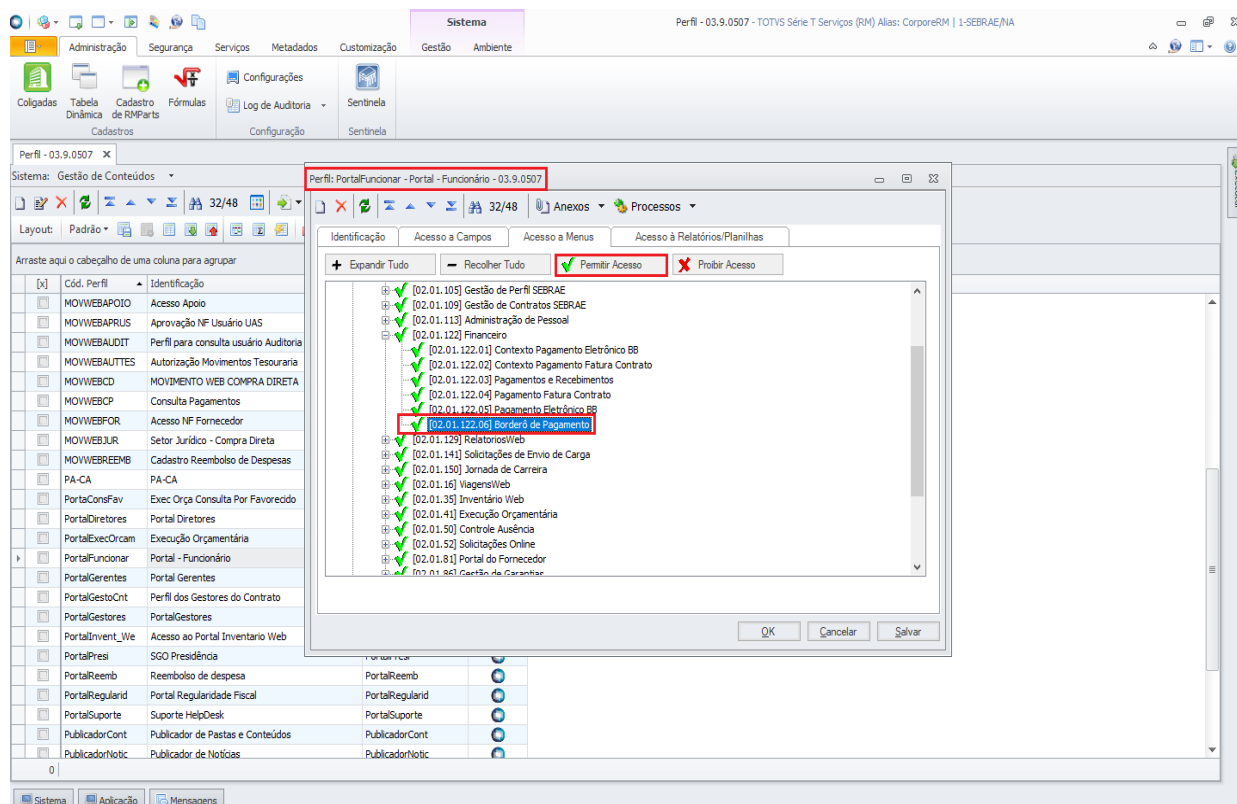 Sistema
Perfil - 03.9.0507 - TOTVS Série T Serviços (RM) Alias: CorporeRM | 1-SEBRAE/NA
Administração Segurança Serviços Metadados Customização Gestão Ambiente
Coligadas Tabela Dinâmica Cadastro de RMParts Fórmulas
Configurações
Log de Auditoria
Sentinela
Cadastros Configuração Sentinela
Perfil - 03.9.0507 X
Sistema: Gestão de Conteúdos
32/48
Layout: Padrão
Arraste aqui o cabeçalho de uma coluna para agrupar
[x] Cód. Perfil Identificação
MOVWEBAPOIO Acesso Apoio
MOVWEBAPRUS Aprovação NF Usuário UAS
MOVWEBAUDIT Perfil para consulta usuário Auditoria
MOVWEBAUTTES Autorização Movimentos Tesouraria
MOVWEBCD MOVIMENTO WEB COMPRA DIRETA
MOVWEBCP Consulta Pagamentos
MOVWEBFOR Acesso NF Fornecedor
MOVWEBJUR Setor Jurídico - Compra Direta
MOVWEBREEMB Cadastro Reembolso de Despesas
PA-CA PA-CA
PortaConsFav Exec Orça Consulta Por Favorecido
PortalDiretores Portal Diretores
PortalExecOrcam Execução Orçamentária
PortalFuncionar Portal - Funcionário
PortalGerentes Portal Gerentes
PortalGestoCnt Perfil dos Gestores do Contrato
PortalGestores PortalGestores
PortalInvent_We Acesso ao Portal Inventario Web
PortalPresi SGO Presidência PortalPresi
PortalReemb Reembolso de despesa PortalReemb
PortalRegularid Portal Regularidade Fiscal PortalRegularid
PortalSuporte Suporte HelpDesk PortalSuporte
PublicadorCont Publicador de Pastas e Conteúdos PublicadorCont
PublicadorNotic Publicador de Notícias PublicadorNotic
0
Perfil: PortalFuncionar - Portal - Funcionário - 03.9.0507
32/48 Anexos Processos
Identificação Acesso a Campos Acesso a Menus Acesso à Relatórios/Planilhas
Expandir Tudo Recolher Tudo Permitir Acesso Proibir Acesso
[02.01.105] Gestão de Perfil SEBRAE
[02.01.109] Gestão de Contratos SEBRAE
[02.01.113] Administração de Pessoal
[02.01.122] Financeiro
[02.01.122.01] Contexto Pagamento Eletrônico BB
[02.01.122.02] Contexto Pagamento Fatura Contrato
[02.01.122.03] Pagamentos e Recebimentos
[02.01.122.04] Pagamento Fatura Contrato
[02.01.122.05] Pagamento Eletrônico BB
[02.01.122.06] Borderô de Pagamento
[02.01.129] RelatoriosWeb
[02.01.141] Solicitações de Envio de Carga
[02.01.150] Jornada de Carreira
[02.01.16] ViagensWeb
[02.01.35] Inventário Web
[02.01.41] Execução Orçamentária
[02.01.50] Controle Ausência
[02.01.52] Solicitações Online
[02.01.81] Portal do Fornecedor
[02.01.86] Gestão de Garantias
OK Cancelar Salvar
Sistema Aplicação Mensagens